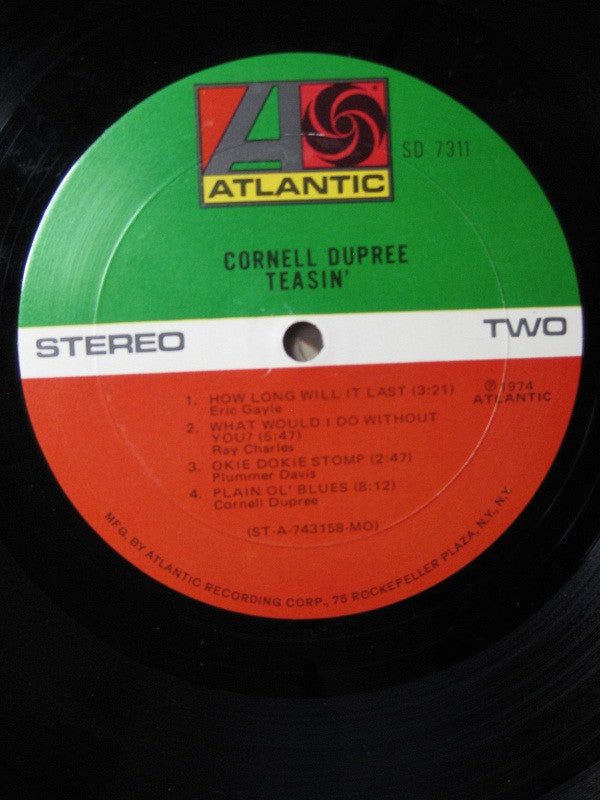 ATLANTIC
SD 7311
CORNELL DUPREE
TEASIN'
STEREO
TWO
1. HOW LONG WILL IT LAST (3:21)
Eric Gayle
2. WHAT WOULD I DO WITHOUT
YOU? (5:47)
Ray Charles
3. OKIE DOKIE STOMP (2:47)
Plummer Davis
4. PLAIN OL' BLUES (8:12)
Cornell Dupree
(ST-A-743158-MO)
℗ 1974
ATLANTIC
MFG. BY ATLANTIC RECORDING CORP., 75 ROCKEFELLER PLAZA, N.Y., N.Y.